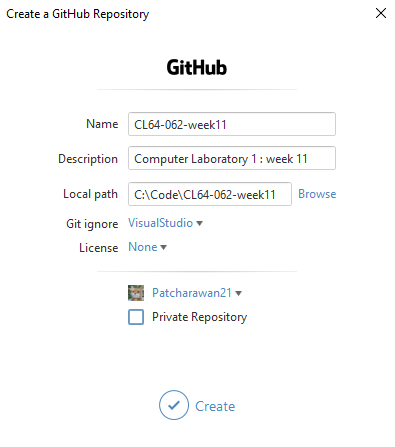 Create a GitHub Repository
GitHub
Name CL64-062-week11
Description Computer Laboratory 1 : week 11
Local path C:\Code\CL64-062-week11 Browse
Git ignore VisualStudio
License None
Patcharawan21
Private Repository
Create